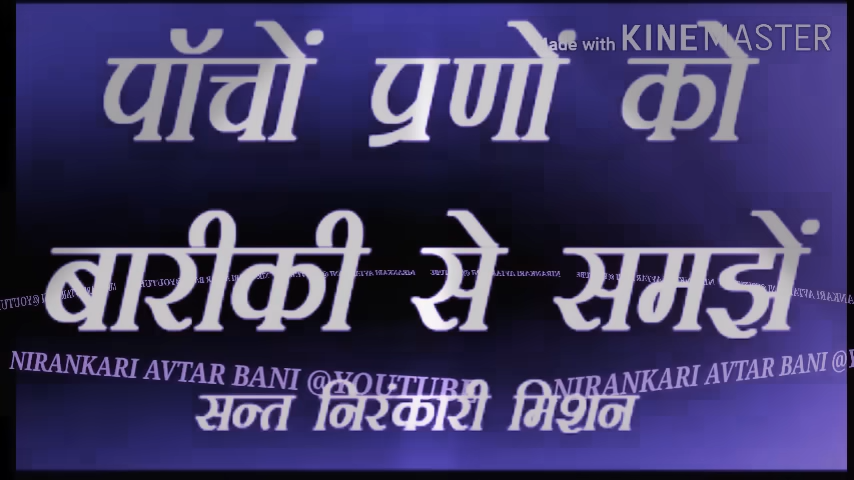 Made with KINEMASTER
पॉचों प्रणों को
बारीकी से समझें
NIRANKARI AVTAR BANI @YOUTUBE NIRANKARI AVTAR BANI @Y
सन्त निरंकारी मिशन